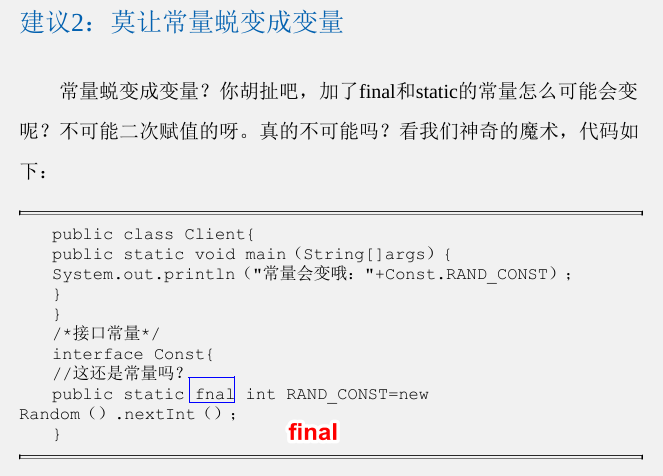 建议2：莫让常量蜕变成变量
常量蜕变成变量？你胡扯吧，加了final和static的常量怎么可能会变
呢？不可能二次赋值的呀。真的不可能吗？看我们神奇的魔术，代码如
下：
public class Client{
public static void main（String[]args）{
System.out.println（"常量会变哦："+Const.RAND_CONST）；
}
}
/*接口常量*/
interface Const{
//这还是常量吗？
public static fnal int RAND_CONST=new
Random（）.nextInt（）；
}
final